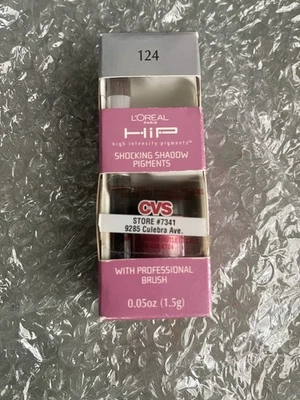 124
L'ORÉAL
PARIS
HiP
high intensity pigments™
SHOCKING SHADOW
PIGMENTS
CVS
STORE #7341
9285 Culebra Ave.
WITH PROFESSIONAL
BRUSH
0.05oz (1.5g)